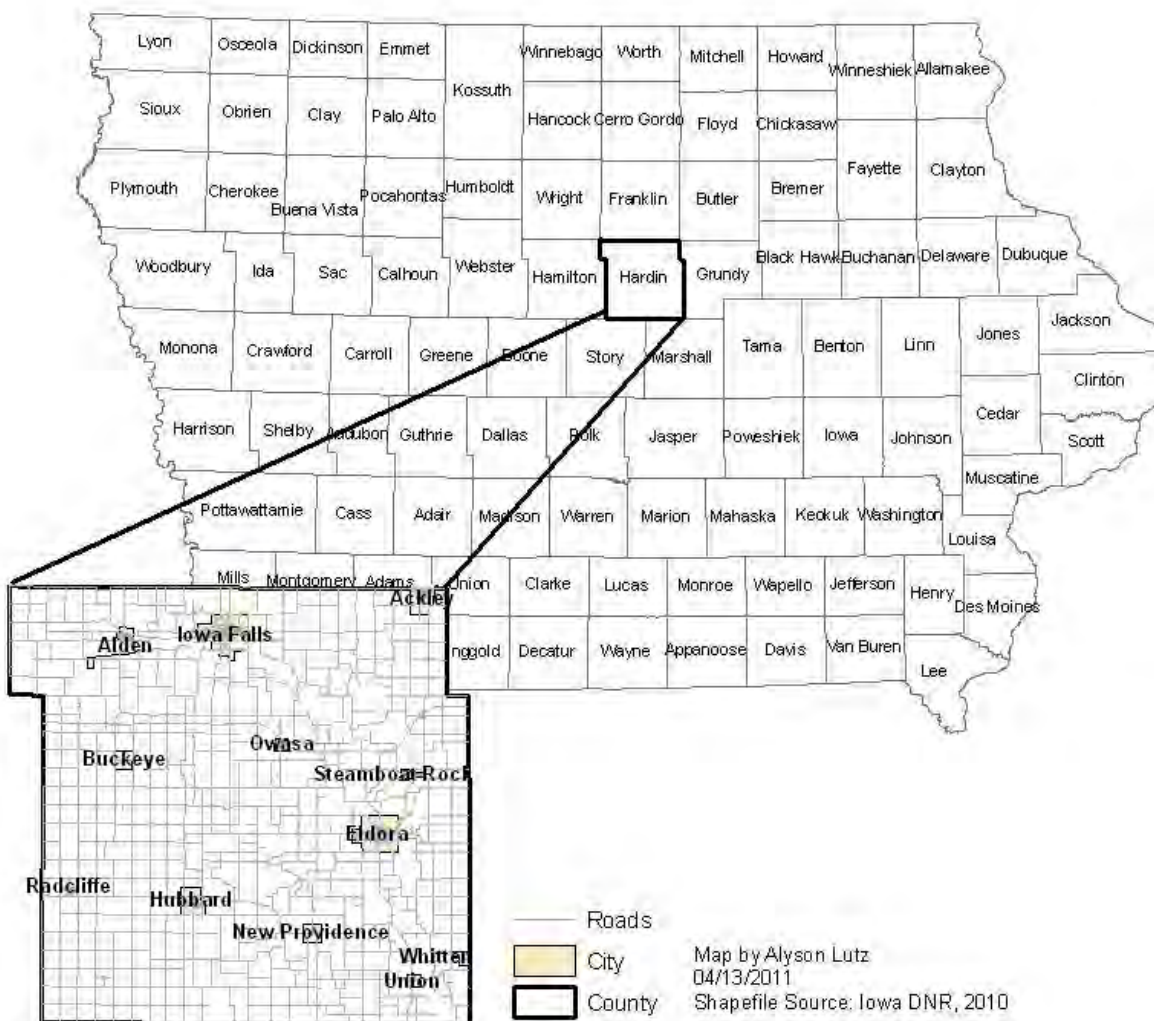 Lyon Osceola Dickinson Emmet Kossuth Winnebago Worth Mitchell Howard Winneshiek Allamakee
Sioux Obrien Clay Palo Alto Hancock Cerro Gordo Floyd Chickasaw
Plymouth Cherokee Buena Vista Pocahontas Humboldt Wright Franklin Butler Bremer Fayette Clayton
Woodbury Ida Sac Calhoun Webster Hamilton Hardin Grundy Black Hawk Buchanan Delaware Dubuque
Monona Crawford Carroll Greene Boone Story Marshall Tama Benton Linn Jones Jackson
Clinton
Harrison Shelby Audubon Guthrie Dallas Polk Jasper Poweshiek Iowa Johnson Cedar Scott
Muscatine
Pottawattamie Cass Adair Madison Warren Marion Mahaska Keokuk Washington
Louisa
Mills Montgomery Adams Union Clarke Lucas Monroe Wapello Jefferson Henry Des Moines
nggold Decatur Wayne Appanoose Davis Van Buren Lee
Ackley
Iowa Falls
Alden
Owasa
Buckeye
Steamboat Rock
Eldora
Radcliffe
Hubbard
New Providence
Whitten
Union
Roads
City
County
Map by Alyson Lutz
04/13/2011
Shapefile Source: Iowa DNR, 2010